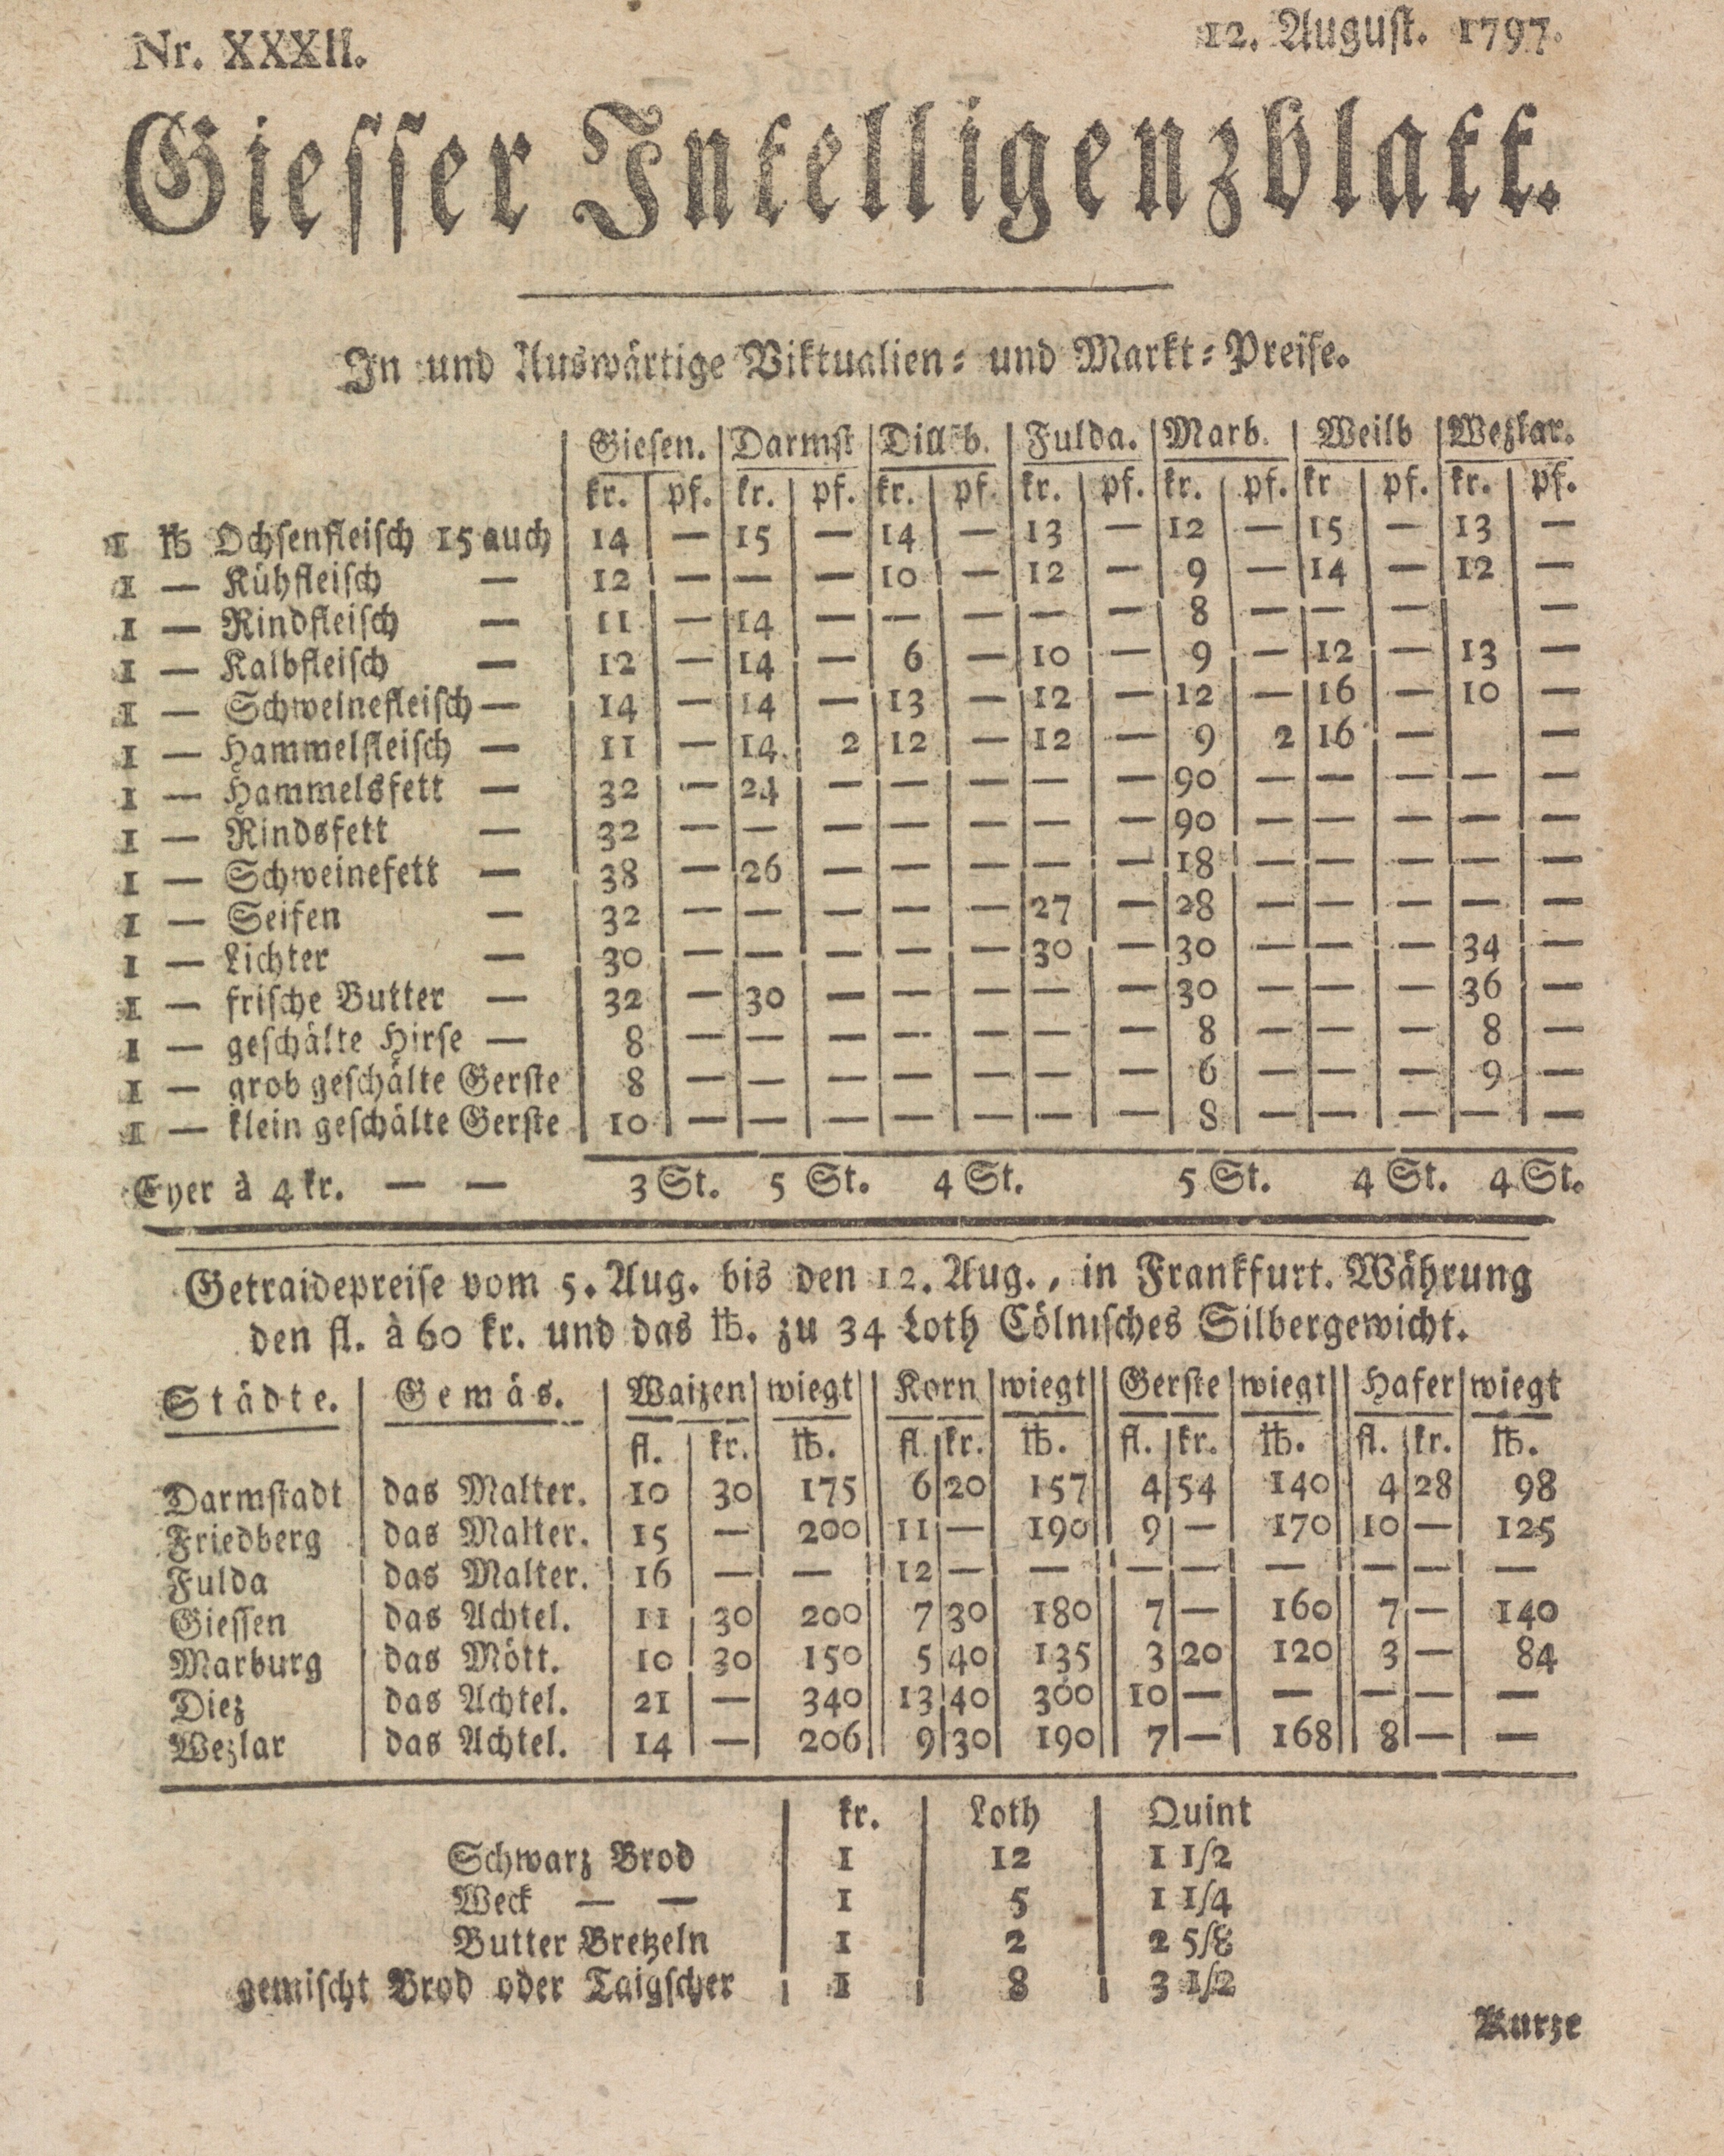 Nr. XXXII. 12. August. 1797.
Giesser Intelligenzblatt.
In und Auswärtige Viktualien- und Markt-Preise.
Giesen. | Darmst | Dillb. | Fulda. | Marb. | Weilb | Wezlar.
kr. | pf. | kr. | pf. | kr. | pf. | kr. | pf. | kr. | pf. | kr | pf. | kr. | pf.
1 ℔ Ochsenfleisch 15 auch | 14 | — | 15 | — | 14 | — | 13 | — | 12 | — | 15 | — | 13 | —
1 — Kühfleisch — | 12 | — | — | — | 10 | — | 12 | — | 9 | — | 14 | — | 12 | —
1 — Rindfleisch — | 11 | — | 14 | — | — | — | — | — | 8 | — | — | — | | —
1 — Kalbfleisch — | 12 | — | 14 | — | 6 | — | 10 | — | 9 | — | 12 | — | 13 | —
1 — Schweinefleisch — | 14 | — | 14 | — | 13 | — | 12 | — | 12 | — | 16 | — | 10 | —
1 — Hammelfleisch — | 11 | — | 14 | 2 | 12 | — | 12 | — | 9 | 2 | 16 | — | | —
1 — Hammelsfett — | 32 | — | 24 | — | — | — | — | — | 90 | — | — | — | — | —
1 — Rindsfett — | 32 | — | — | — | — | — | — | — | 90 | — | — | — | — | —
1 — Schweinefett — | 38 | — | 26 | — | — | — | — | — | 18 | — | — | — | — | —
1 — Seifen — | 32 | — | — | — | — | — | 27 | — | 28 | — | — | — | — | —
1 — Lichter — | 30 | — | — | — | — | — | 30 | — | 30 | — | — | — | 34 | —
1 — frische Butter — | 32 | — | 30 | — | — | — | — | — | 30 | — | — | — | 36 | —
1 — geschälte Hirse — | 8 | — | — | — | — | — | — | — | 8 | — | — | — | 8 | —
1 — grob geschälte Gerste | 8 | — | — | — | — | — | — | — | 6 | — | — | — | 9 | —
1 — klein geschälte Gerste | 10 | — | — | — | — | — | — | — | 8 | — | — | — | — | —
Eyer à 4 kr. — — 3 St. 5 St. 4 St. 5 St. 4 St. 4 St.
Getraidepreise vom 5. Aug. bis den 12. Aug., in Frankfurt. Währung
den fl. à 60 kr. und das ℔. zu 34 Loth Cölnisches Silbergewicht.
Städte. | Gemäs. | Waizen | wiegt || Korn | wiegt || Gerste | wiegt || Hafer | wiegt
fl. | kr. | ℔. | fl. | kr. | ℔. | fl. | kr. | ℔. | fl. | kr. | ℔.
Darmstadt | das Malter. | 10 | 30 | 175 || 6 | 20 | 157 || 4 | 54 | 140 || 4 | 28 | 98
Friedberg | das Malter. | 15 | — | 200 || 11 | — | 190 || 9 | — | 170 || 10 | — | 125
Fulda | das Malter. | 16 | — | — || 12 | — | — || — | — | — || — | — | —
Giessen | das Achtel. | 11 | 30 | 200 || 7 | 30 | 180 || 7 | — | 160 || 7 | — | 140
Marburg | das Mött. | 10 | 30 | 150 || 5 | 40 | 135 || 3 | 20 | 120 || 3 | — | 84
Diez | das Achtel. | 21 | — | 340 || 13 | 40 | 300 || 10 | — | — || — | — | —
Wezlar | das Achtel. | 14 | — | 206 || 9 | 30 | 190 || 7 | — | 168 || 8 | — | —
kr. | Loth | Quint
Schwarz Brod | 1 | 12 | 1 1/2
Weck — — | 1 | 5 | 1 1/4
Butter Bretzeln | 1 | 2 | 2 5/8
gemischt Brod oder Taigscher | 1 | 8 | 3 1/2
Kurze